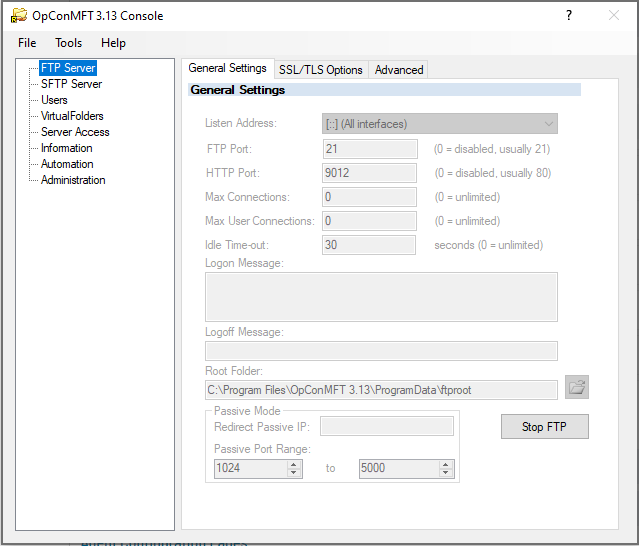 OpConMFT 3.13 Console
?
File Tools Help
FTP Server
SFTP Server
Users
VirtualFolders
Server Access
Information
Automation
Administration
General Settings SSL/TLS Options Advanced
General Settings
Listen Address: [::] (All interfaces)
FTP Port: 21 (0 = disabled, usually 21)
HTTP Port: 9012 (0 = disabled, usually 80)
Max Connections: 0 (0 = unlimited)
Max User Connections: 0 (0 = unlimited)
Idle Time-out: 30 seconds (0 = unlimited)
Logon Message:
Logoff Message:
Root Folder:
C:\Program Files\OpConMFT 3.13\ProgramData\ftproot
Passive Mode
Redirect Passive IP:
Stop FTP
Passive Port Range:
1024 to 5000